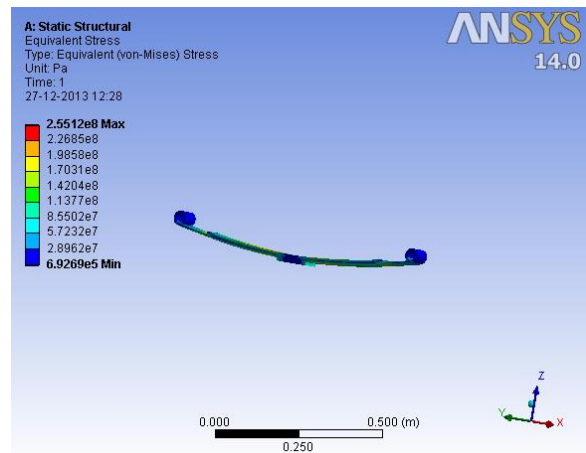 A: Static Structural
Equivalent Stress
Type: Equivalent (von-Mises) Stress
Unit: Pa
Time: 1
27-12-2013 12:28
ANSYS
14.0
2.5512e8 Max
2.2685e8
1.9858e8
1.7031e8
1.4204e8
1.1377e8
8.5502e7
5.7232e7
2.8962e7
6.9269e5 Min
0.000
0.500 (m)
0.250
Z
Y
X